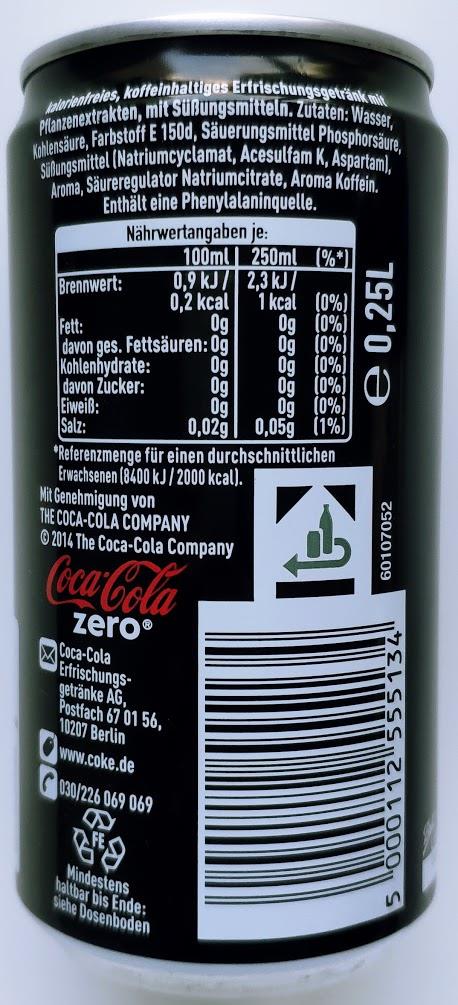 kalorienfreies, koffeinhaltiges Erfrischungsgetränk mit
Pflanzenextrakten, mit Süßungsmitteln. Zutaten: Wasser,
Kohlensäure, Farbstoff E 150d, Säuerungsmittel Phosphorsäure,
Süßungsmittel (Natriumcyclamat, Acesulfam K, Aspartam),
Aroma, Säureregulator Natriumcitrate, Aroma Koffein.
Enthält eine Phenylalaninquelle.
Nährwertangaben je:
100ml 250ml (%*)
Brennwert: 0,9 kJ / 2,3 kJ /
0,2 kcal 1 kcal (0%)
Fett: 0g 0g (0%)
davon ges. Fettsäuren: 0g 0g (0%)
Kohlenhydrate: 0g 0g (0%)
davon Zucker: 0g 0g (0%)
Eiweiß: 0g 0g (0%)
Salz: 0,02g 0,05g (1%)
*Referenzmenge für einen durchschnittlichen
Erwachsenen (8400 kJ / 2000 kcal).
e 0,25L
Mit Genehmigung von
THE COCA-COLA COMPANY
© 2014 The Coca-Cola Company
60107052
Coca-Cola
zero®
Coca-Cola
Erfrischungs-
getränke AG,
Postfach 67 01 56,
10207 Berlin
www.coke.de
030/226 069 069
FE
Mindestens
haltbar bis Ende:
siehe Dosenboden
5 000112 555134